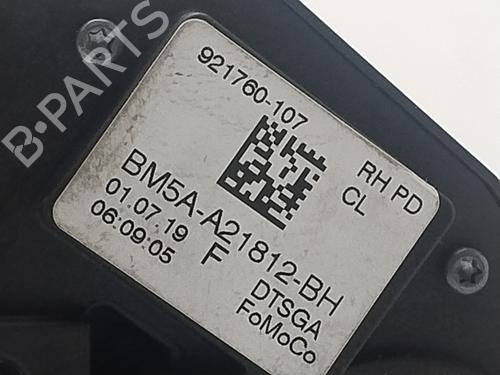 B-PARTS
921760-107
RH PD
CL
BM5A-A21812-BH
01.07.19 F DTSGA
06:09:05 FoMoCo